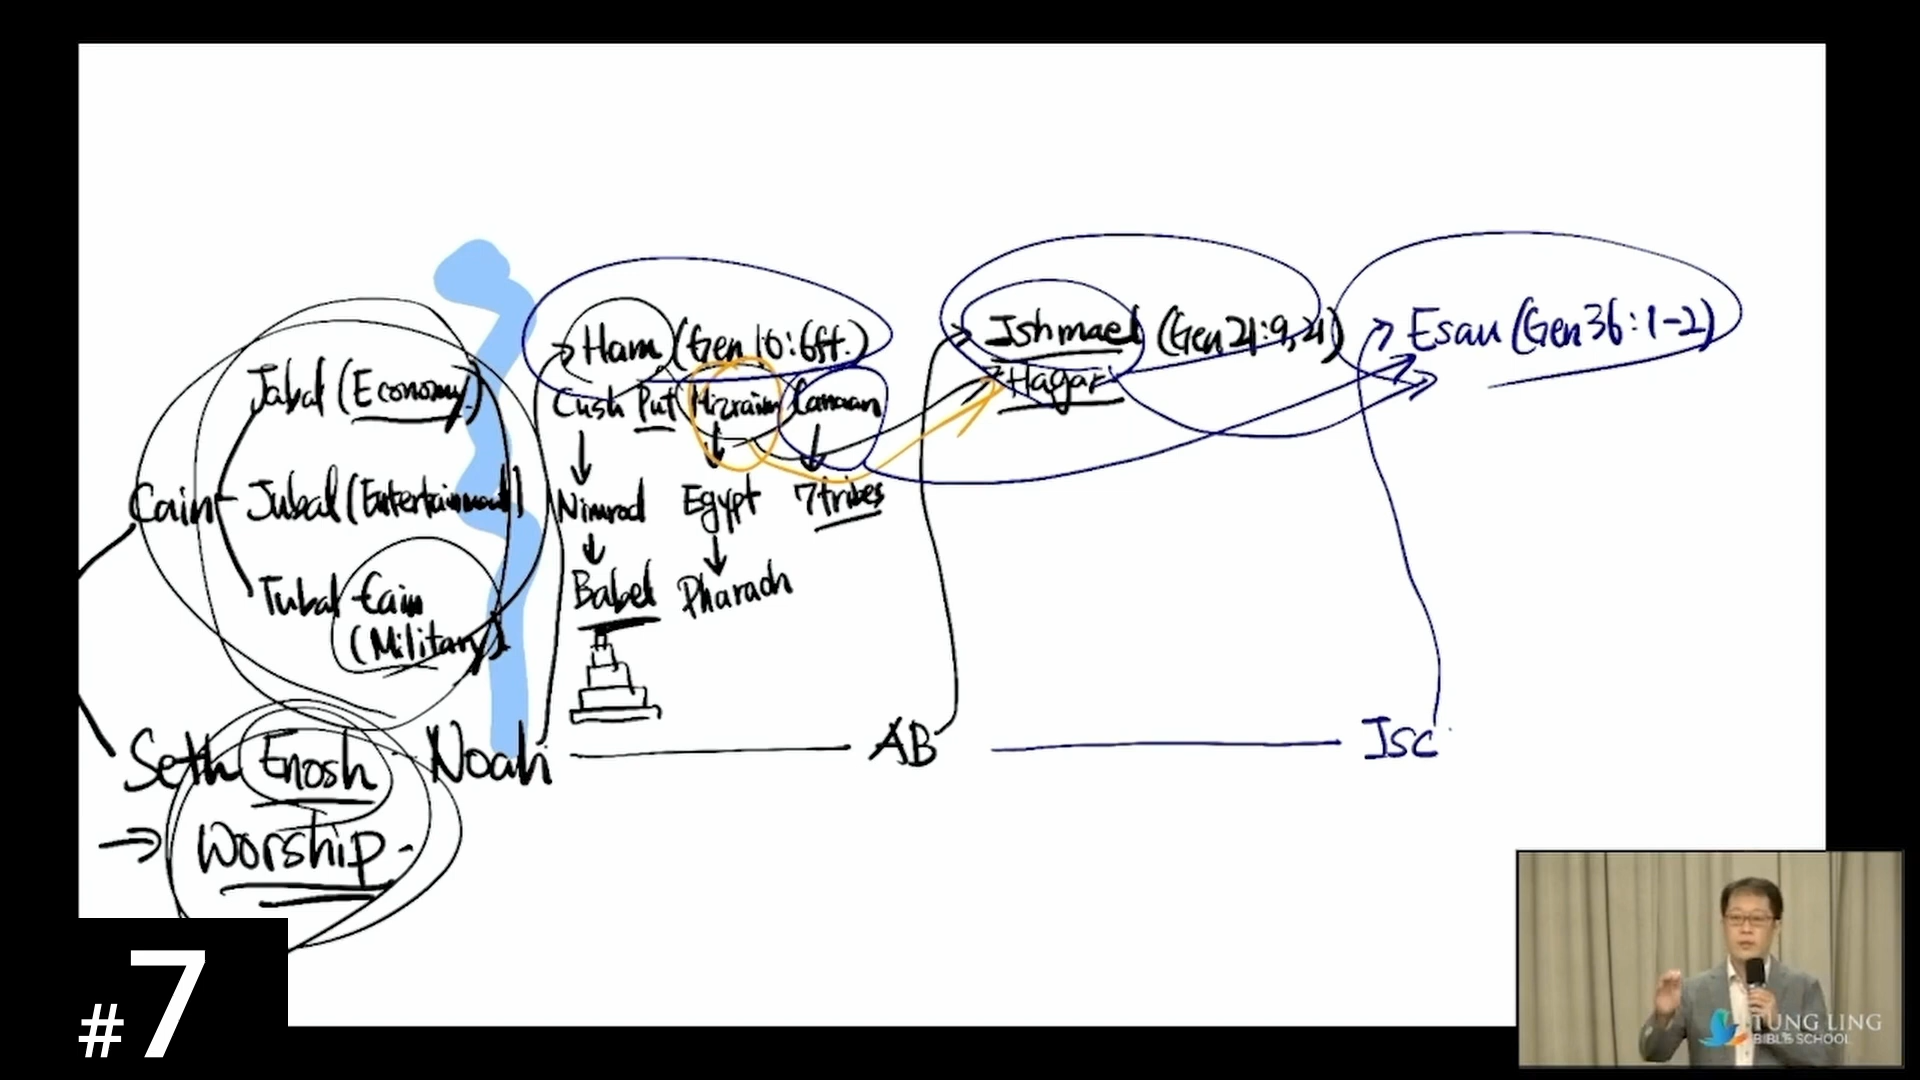 Ham (Gen 10:6ff.)
Ishmael (Gen 21:9,21)
Hagar
Esau (Gen 36:1-2)
Jabal (Economy)
Cush Put Mizraim Canaan
Cain
Jubal (Entertainment)
Nimrod Egypt 7 tribes
Tubal Cain
(Military)
Babel Pharaoh
Seth Enosh Noah AB Isc
→ Worship
#7
TUNG LING
BIBLE SCHOOL